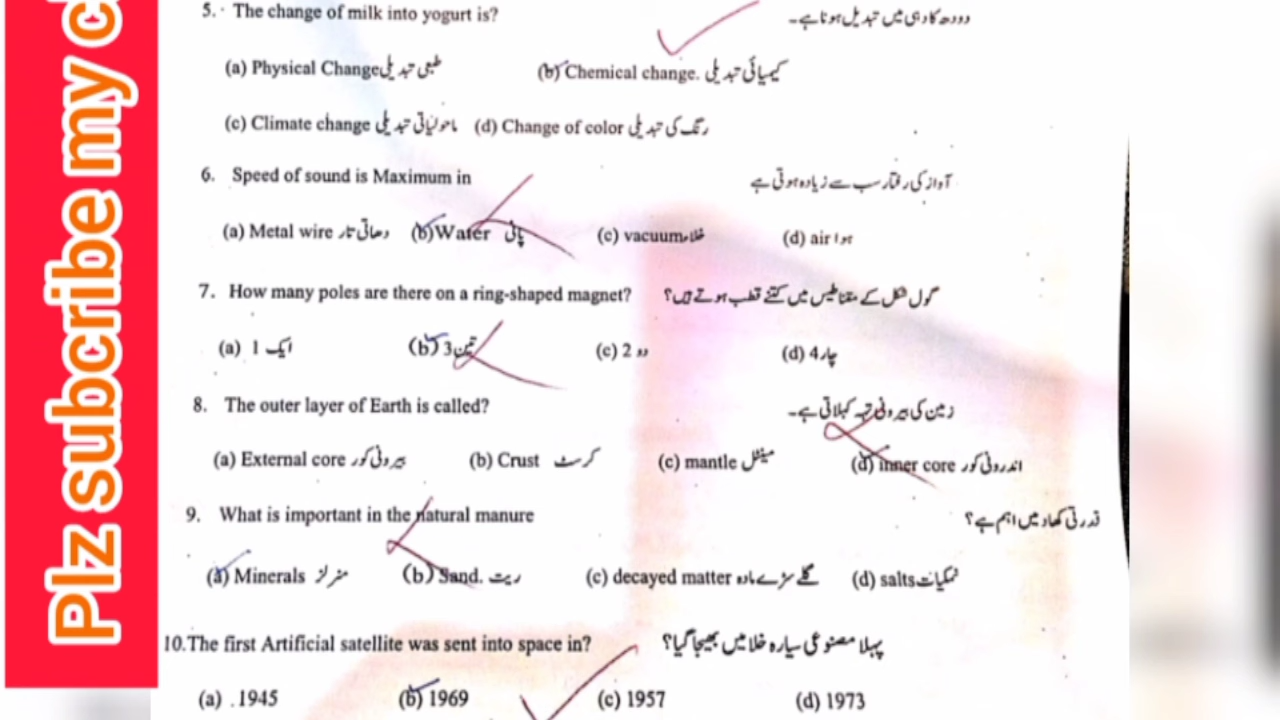 Plz subcribe my c
5. The change of milk into yogurt is? دودھ کا دہی میں تبدیل ہونا ہے۔
(a) Physical Change طبعی تبدیلی (b) Chemical change. کیمیائی تبدیلی
(c) Climate change ماحولیاتی تبدیلی (d) Change of color رنگ کی تبدیلی
6. Speed of sound is Maximum in آواز کی رفتار سب سے زیادہ ہوتی ہے
(a) Metal wire دھاتی تار (b) Water پانی (c) vacuum خلا (d) air ہوا
7. How many poles are there on a ring-shaped magnet? گول شکل کے مقناطیس میں کتنے قطب ہوتے ہیں؟
(a) 1 ایک (b) 3 تین (c) 2 دو (d) 4 چار
8. The outer layer of Earth is called? زمین کی بیرونی تہہ کہلاتی ہے۔
(a) External core بیرونی کور (b) Crust کرسٹ (c) mantle مینٹل (d) inner core اندرونی کور
9. What is important in the natural manure قدرتی کھاد میں اہم ہے؟
(a) Minerals منرلز (b) Sand. ریت (c) decayed matter گلے سڑے مادہ (d) salts نمکیات
10. The first Artificial satellite was sent into space in? پہلا مصنوعی سیارہ خلا میں بھیجا گیا؟
(a) . 1945 (b) 1969 (c) 1957 (d) 1973